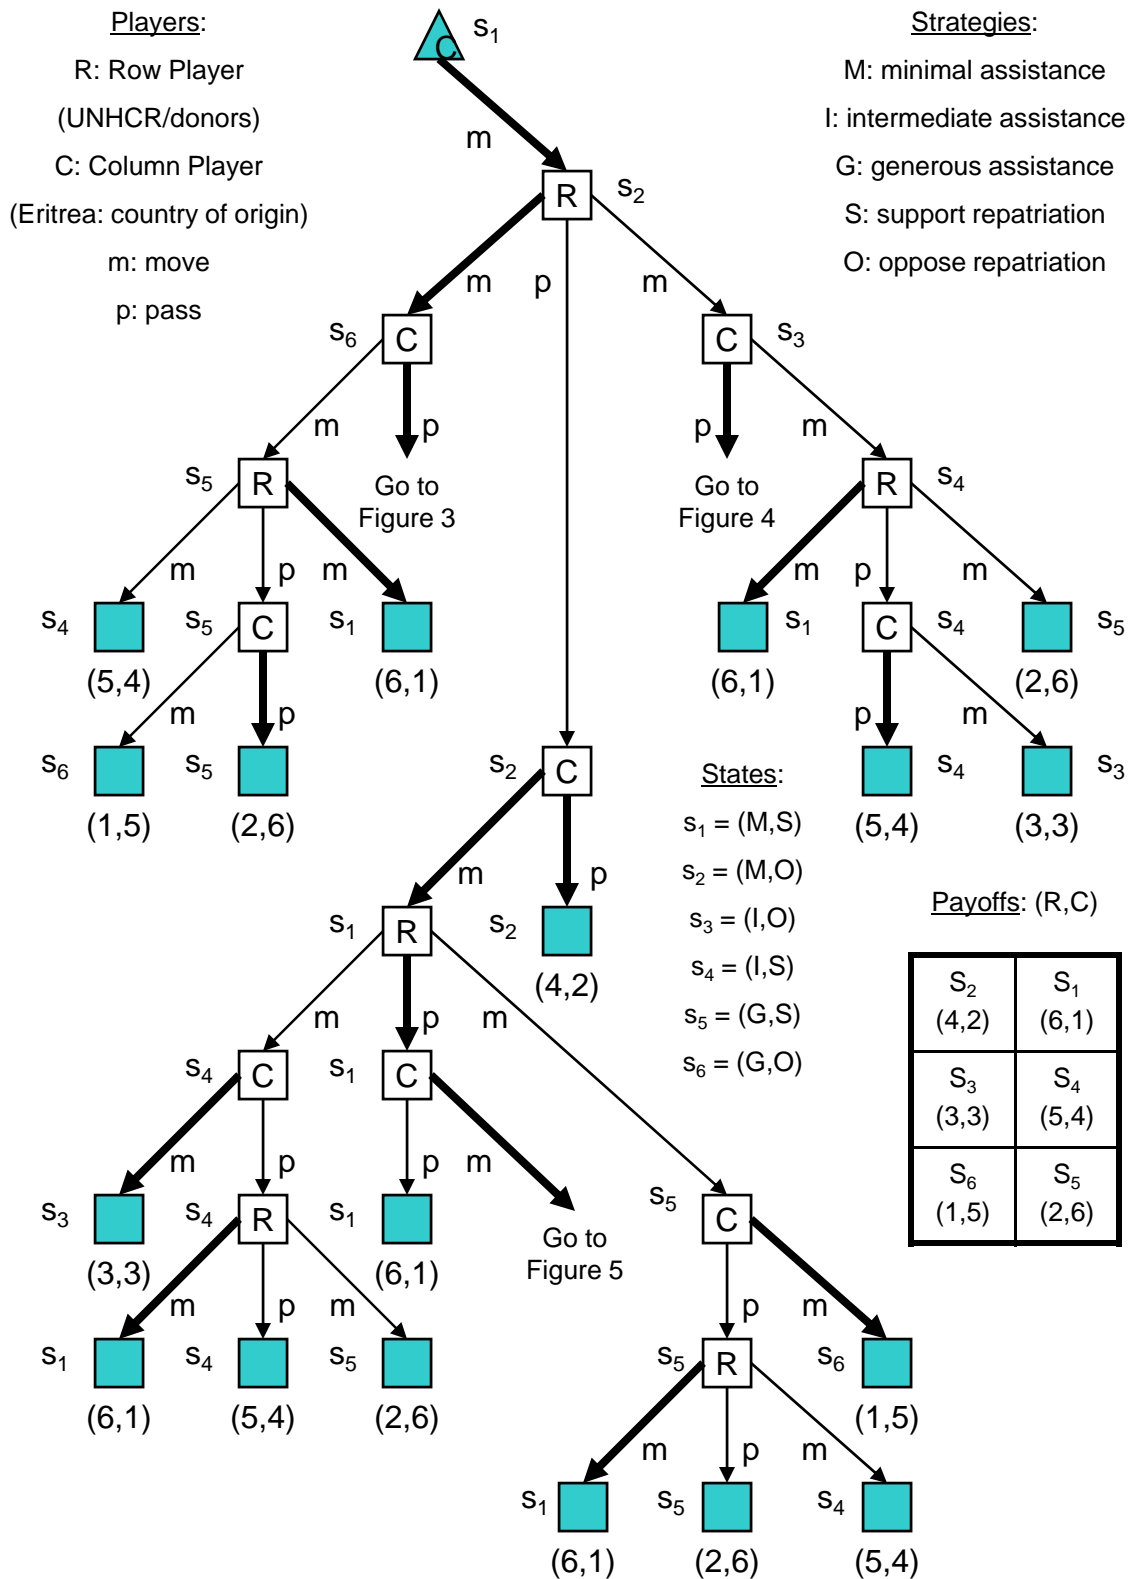 Players:
R: Row Player
(UNHCR/donors)
C: Column Player
(Eritrea: country of origin)
m: move
p: pass
Strategies:
M: minimal assistance
I: intermediate assistance
G: generous assistance
S: support repatriation
O: oppose repatriation
C s1
m
R s2
m p m
s6 C C s3
m p p m
s5 R Go to Figure 3 Go to Figure 4 R s4
m p m m p m
s4 s5 C s1 s1 C s4 s5
(5,4) (6,1) (6,1) (2,6)
m p p m
s6 s5 s4 s3
(1,5) (2,6) (5,4) (3,3)
s2 C
m p
s1 R s2
(4,2)
m p m
s4 C s1 C
m p p m
s3 s4 R s1 Go to Figure 5 s5 C
(3,3) (6,1)
m p m p m
s1 s4 s5 s5 R s6
(6,1) (5,4) (2,6) (1,5)
m p m
s1 s5 s4
(6,1) (2,6) (5,4)
States:
s1 = (M,S)
s2 = (M,O)
s3 = (I,O)
s4 = (I,S)
s5 = (G,S)
s6 = (G,O)
Payoffs: (R,C)
S2 S1
(4,2) (6,1)
S3 S4
(3,3) (5,4)
S6 S5
(1,5) (2,6)